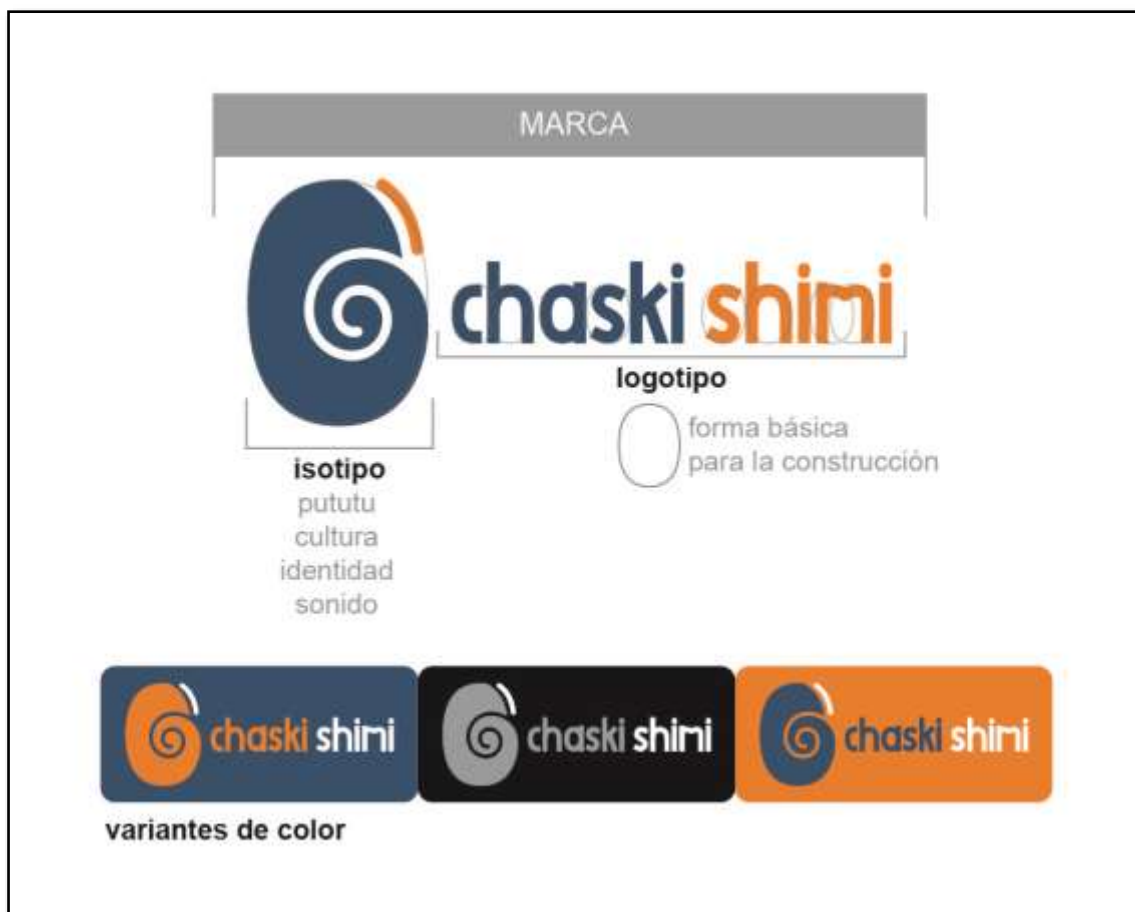 MARCA
chaski shimi
logotipo
forma básica
para la construcción
isotipo
pututu
cultura
identidad
sonido
chaski shimi
chaski shimi
chaski shimi
variantes de color